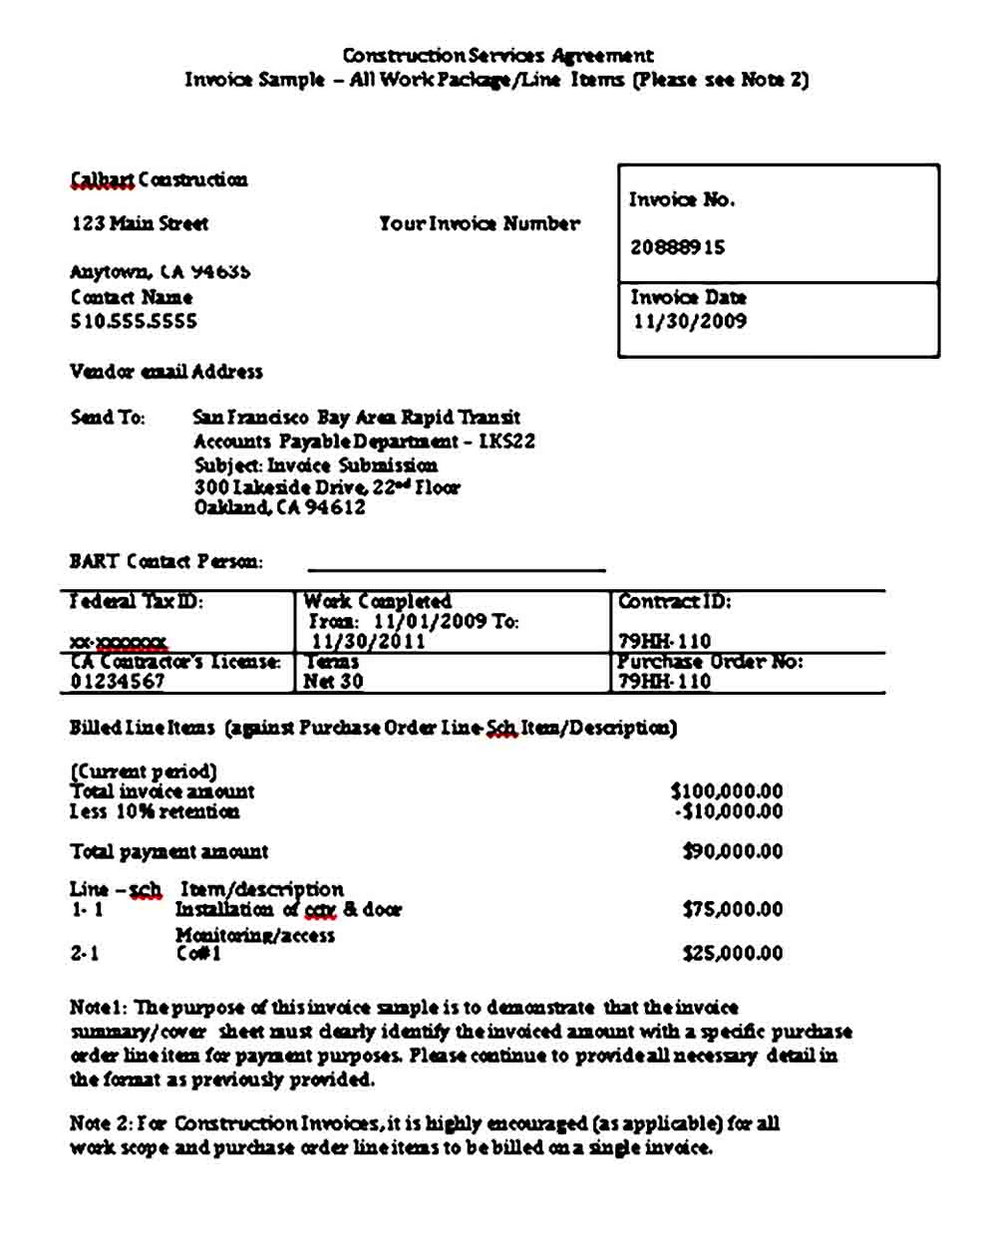 Construction Services Agreement
Invoice Sample – All Work Package/Line Items (Please see Note 2)
Calhart Construction
Invoice No.
123 Main Street Your Invoice Number
20888915
Anytown, CA 94635
Contact Name Invoice Date
510.555.5555 11/30/2009
Vendor email Address
Send To: San Francisco Bay Area Rapid Transit
Accounts Payable Department – LKS22
Subject: Invoice Submission
300 Lakeside Drive, 22nd Floor
Oakland, CA 94612
BART Contact Person:
Federal Tax ID: Work Completed Contract ID:
From: 11/01/2009 To:
xx-xxxxxxx 11/30/2011 79HH-110
CA Contractor's License: Terms Purchase Order No:
01234567 Net 30 79HH-110
Billed Line Items (against Purchase Order Line-Sch Item/Description)
(Current period)
Total invoice amount $100,000.00
Less 10% retention -$10,000.00
Total payment amount $90,000.00
Line – sch Item/description
1- 1 Installation of cctv & door $75,000.00
Monitoring/access
2-1 Co#1 $25,000.00
Note1: The purpose of this invoice sample is to demonstrate that the invoice
summary/cover sheet must clearly identify the invoiced amount with a specific purchase
order line item for payment purposes. Please continue to provide all necessary detail in
the format as previously provided.
Note 2: For Construction Invoices, it is highly encouraged (as applicable) for all
work scope and purchase order line items to be billed on a single invoice.